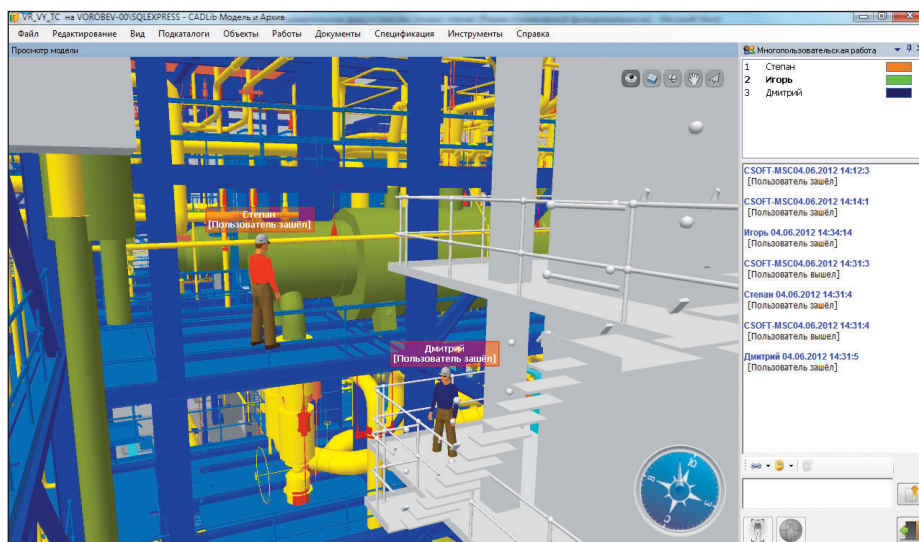 VR_VY_TC на VOROBEV-00\SQLEXPRESS - CADLib Модель и Архив
Файл Редактирование Вид Подкаталоги Объекты Работы Документы Спецификация Инструменты Справка
Просмотр модели
Многопользовательская работа
1 Степан
2 Игорь
3 Дмитрий
CSOFT-MSC04.06.2012 14:12:3
[Пользователь зашёл]
CSOFT-MSC04.06.2012 14:14:1
[Пользователь зашёл]
Игорь 04.06.2012 14:34:14
[Пользователь зашёл]
CSOFT-MSC04.06.2012 14:31:3
[Пользователь вышел]
Степан 04.06.2012 14:31:4
[Пользователь зашёл]
CSOFT-MSC04.06.2012 14:31:4
[Пользователь вышел]
Дмитрий 04.06.2012 14:31:5
[Пользователь зашёл]
Степан
[Пользователь зашёл]
Дмитрий
[Пользователь зашёл]
Ю
В
З
С